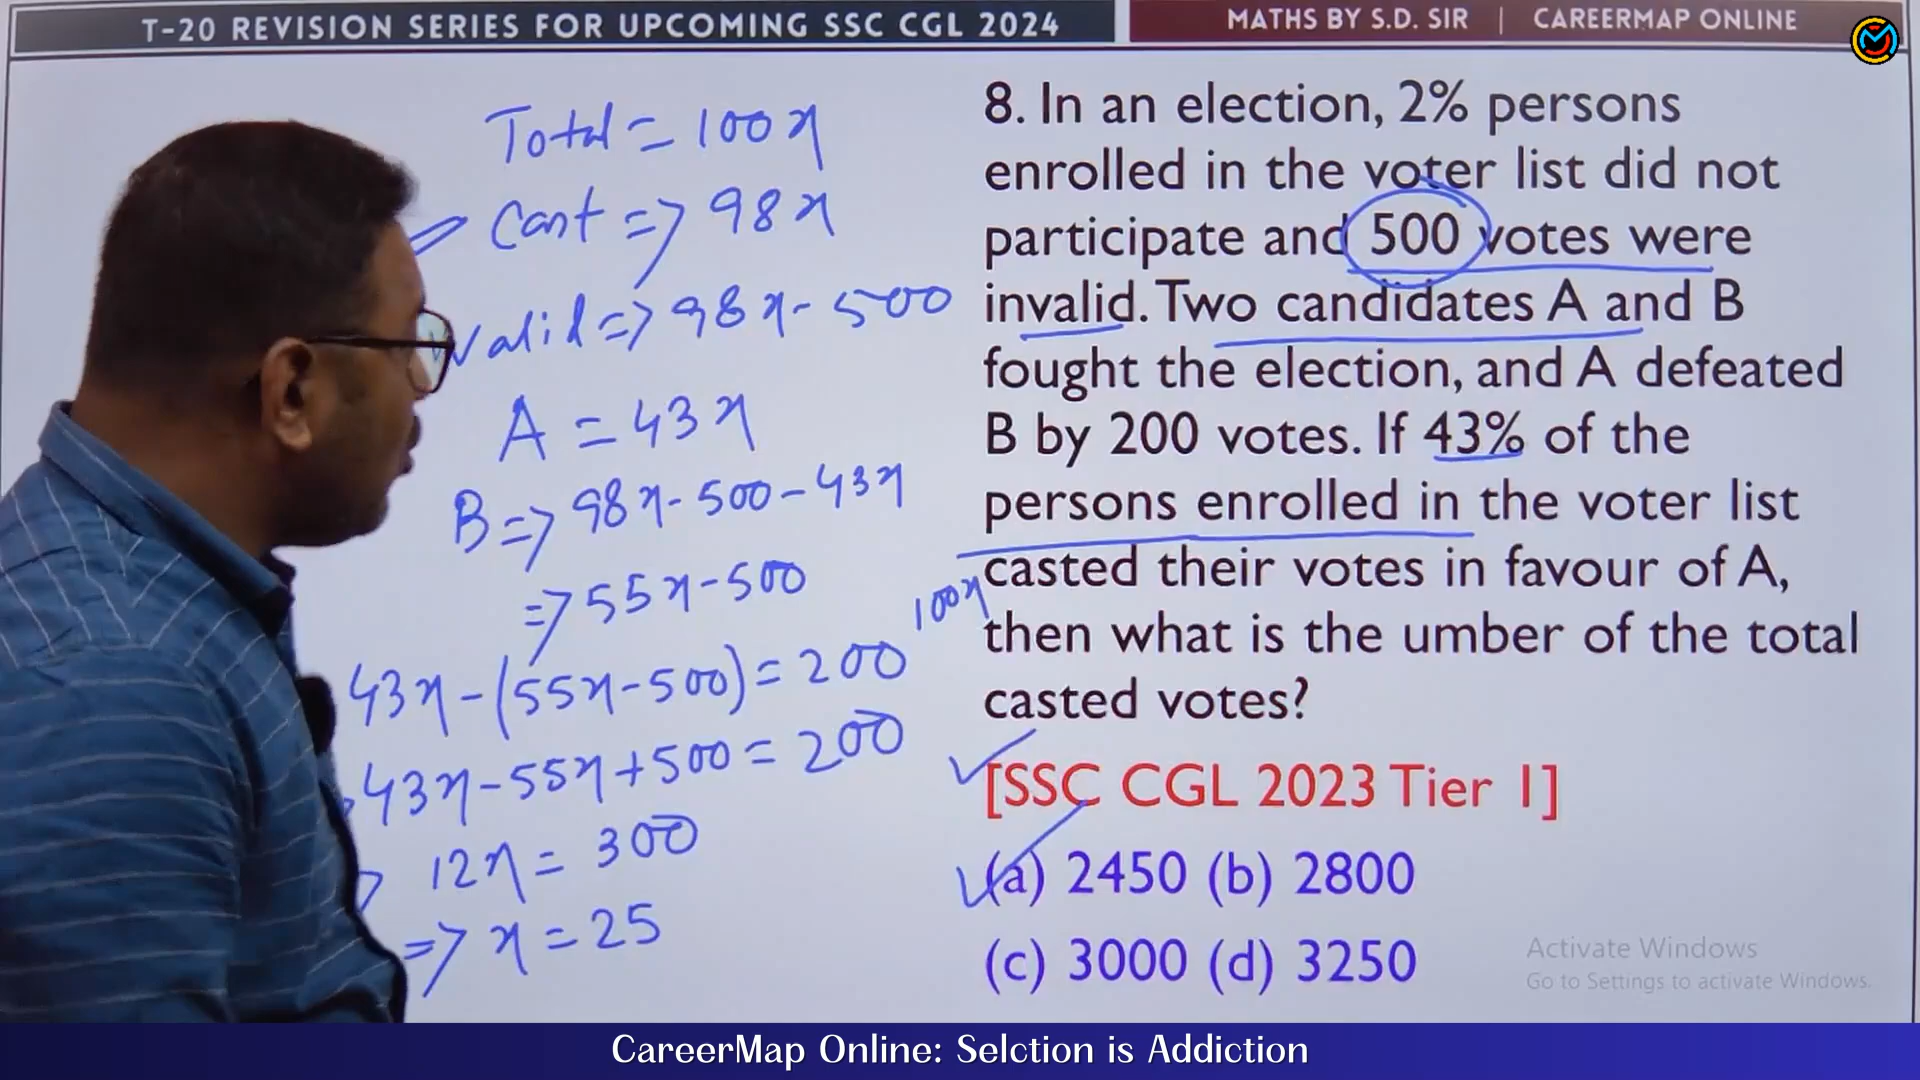 T-20 REVISION SERIES FOR UPCOMING SSC CGL 2024
MATHS BY S.D. SIR | CAREERMAP ONLINE
Total = 100x
Cast => 98x
Valid => 98x - 500
A = 43x
B => 98x - 500 - 43x
=> 55x - 500
43x - (55x - 500) = 200
43x - 55x + 500 = 200
12x = 300
=> x = 25
8. In an election, 2% persons
enrolled in the voter list did not
participate and 500 votes were
invalid. Two candidates A and B
fought the election, and A defeated
B by 200 votes. If 43% of the
persons enrolled in the voter list
100x
casted their votes in favour of A,
then what is the umber of the total
casted votes?
[SSC CGL 2023 Tier 1]
(a) 2450 (b) 2800
(c) 3000 (d) 3250
Activate Windows
Go to Settings to activate Windows.
CareerMap Online: Selction is Addiction